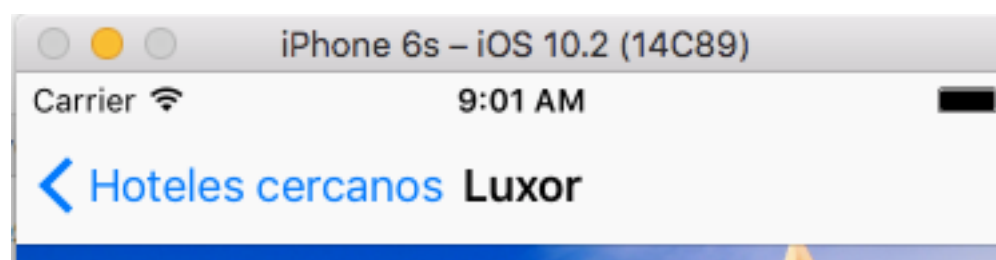 iPhone 6s – iOS 10.2 (14C89)
Carrier 9:01 AM
Hoteles cercanos Luxor